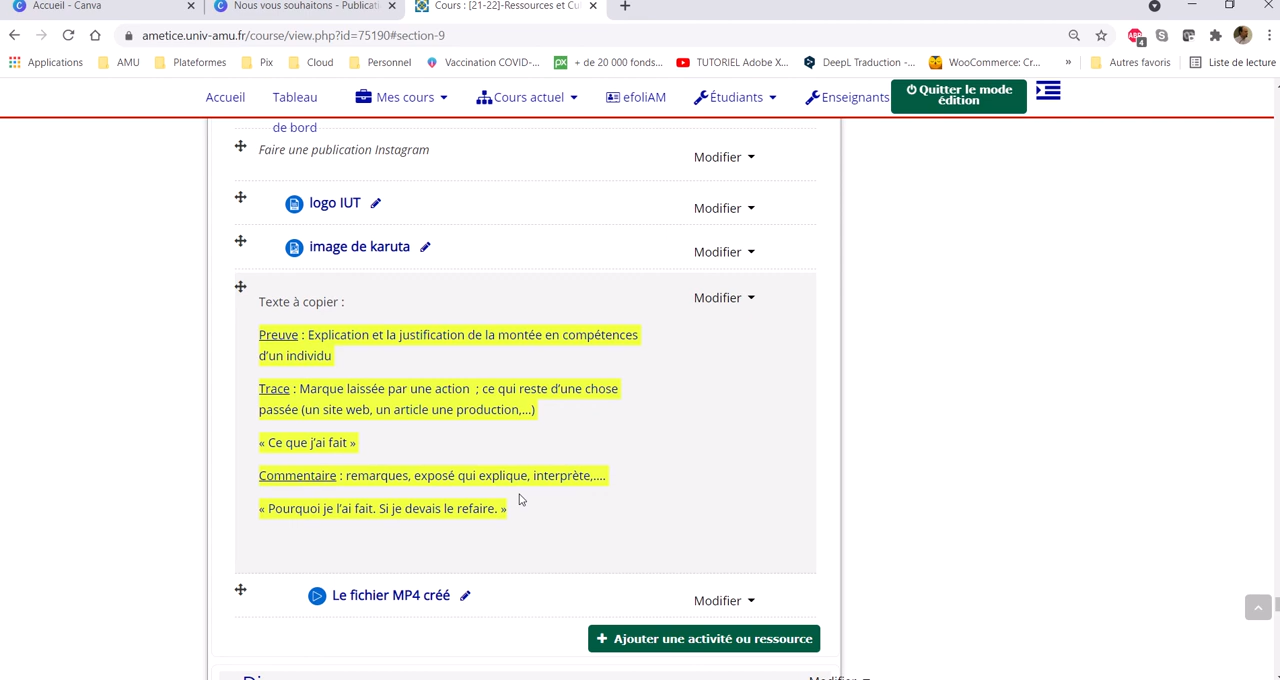 Accueil - Canva
Nous vous souhaitons - Publicat
Cours : [21-22]-Ressources et Cu
ametice.univ-amu.fr/course/view.php?id=75190#section-9
ABP
4
Applications
AMU
Plateformes
Pix
Cloud
Personnel
Vaccination COVID-...
px
+ de 20 000 fonds...
TUTORIEL Adobe X...
DeepL Traduction -...
WooCommerce: Cr...
»
Autres favoris
Liste de lecture
Accueil
Tableau
de bord
Mes cours
Cours actuel
efoliAM
Étudiants
Enseignants
Quitter le mode
édition
Faire une publication Instagram
Modifier
logo IUT
Modifier
image de karuta
Modifier
Texte à copier :
Modifier
Preuve : Explication et la justification de la montée en compétences
d'un individu
Trace : Marque laissée par une action ; ce qui reste d'une chose
passée (un site web, un article une production,...)
« Ce que j'ai fait »
Commentaire : remarques, exposé qui explique, interprète,....
« Pourquoi je l'ai fait. Si je devais le refaire. »
Le fichier MP4 créé
Modifier
Ajouter une activité ou ressource
Modifier